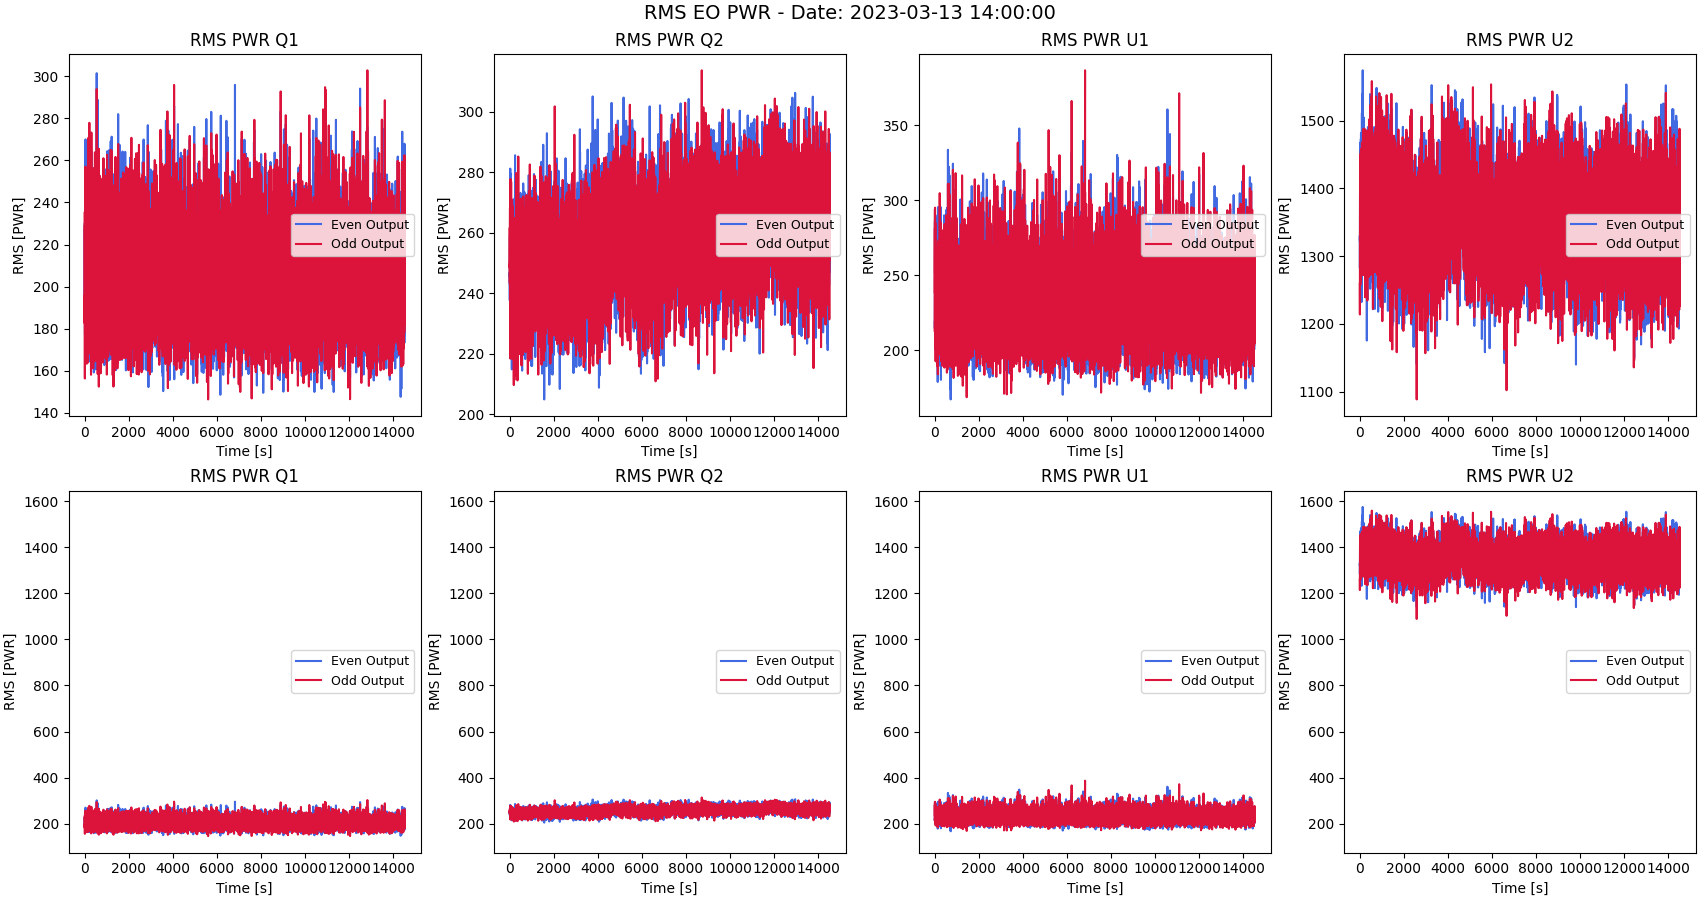 RMS EO PWR - Date: 2023-03-13 14:00:00
RMS PWR Q1
RMS [PWR]
300
280
260
240
220
200
180
160
140
Even Output
Odd Output
0 2000 4000 6000 8000 10000 12000 14000
Time [s]
RMS PWR Q2
RMS [PWR]
300
280
260
240
220
200
Even Output
Odd Output
0 2000 4000 6000 8000 10000 12000 14000
Time [s]
RMS PWR U1
RMS [PWR]
350
300
250
200
Even Output
Odd Output
0 2000 4000 6000 8000 10000 12000 14000
Time [s]
RMS PWR U2
RMS [PWR]
1500
1400
1300
1200
1100
Even Output
Odd Output
0 2000 4000 6000 8000 10000 12000 14000
Time [s]
RMS PWR Q1
RMS [PWR]
1600
1400
1200
1000
800
600
400
200
Even Output
Odd Output
0 2000 4000 6000 8000 10000 12000 14000
Time [s]
RMS PWR Q2
RMS [PWR]
1600
1400
1200
1000
800
600
400
200
Even Output
Odd Output
0 2000 4000 6000 8000 10000 12000 14000
Time [s]
RMS PWR U1
RMS [PWR]
1600
1400
1200
1000
800
600
400
200
Even Output
Odd Output
0 2000 4000 6000 8000 10000 12000 14000
Time [s]
RMS PWR U2
RMS [PWR]
1600
1400
1200
1000
800
600
400
200
Even Output
Odd Output
0 2000 4000 6000 8000 10000 12000 14000
Time [s]